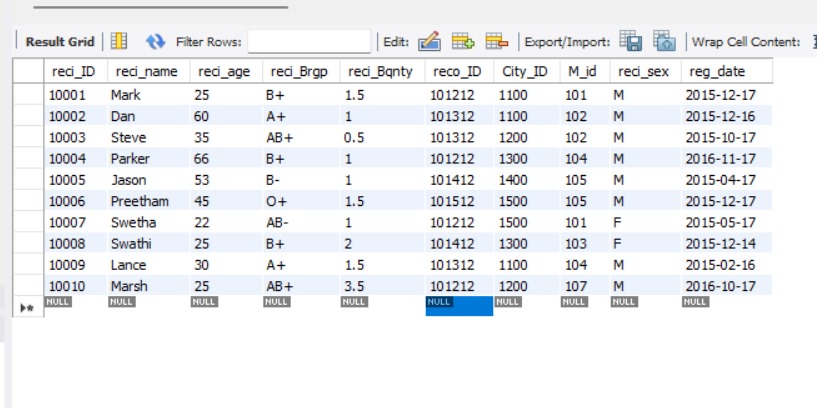 Result Grid Filter Rows: Edit: Export/Import: Wrap Cell Content:
reci_ID reci_name reci_age reci_Brgp reci_Bqnty reco_ID City_ID M_id reci_sex reg_date
10001 Mark 25 B+ 1.5 101212 1100 101 M 2015-12-17
10002 Dan 60 A+ 1 101312 1100 102 M 2015-12-16
10003 Steve 35 AB+ 0.5 101312 1200 102 M 2015-10-17
10004 Parker 66 B+ 1 101212 1300 104 M 2016-11-17
10005 Jason 53 B- 1 101412 1400 105 M 2015-04-17
10006 Preetham 45 O+ 1.5 101512 1500 105 M 2015-12-17
10007 Swetha 22 AB- 1 101212 1500 101 F 2015-05-17
10008 Swathi 25 B+ 2 101412 1300 103 F 2015-12-14
10009 Lance 30 A+ 1.5 101312 1100 104 M 2015-02-16
10010 Marsh 25 AB+ 3.5 101212 1200 107 M 2016-10-17
NULL NULL NULL NULL NULL NULL NULL NULL NULL NULL